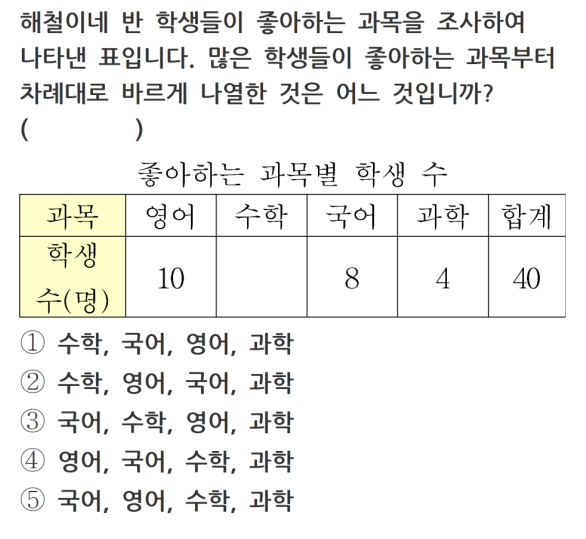 해철이네 반 학생들이 좋아하는 과목을 조사하여
나타낸 표입니다. 많은 학생들이 좋아하는 과목부터
차례대로 바르게 나열한 것은 어느 것입니까?
( )
좋아하는 과목별 학생 수
과목 영어 수학 국어 과학 합계
학생
수(명) 10 8 4 40
① 수학, 국어, 영어, 과학
② 수학, 영어, 국어, 과학
③ 국어, 수학, 영어, 과학
④ 영어, 국어, 수학, 과학
⑤ 국어, 영어, 수학, 과학